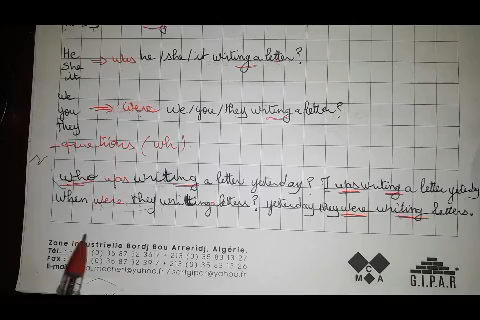 He
She → was he/she/it writing a letter?
it
we
you → were we/you/they writing a letter?
they
-questions (wh)
who was writing a letter yesterday? I was writing a letter yesterday
when were they writting letters? yesterday they were writing letters.
Zone Industrielle Bordj Bou Arreridj, Algérie.
MCA
G.I.P.A.R